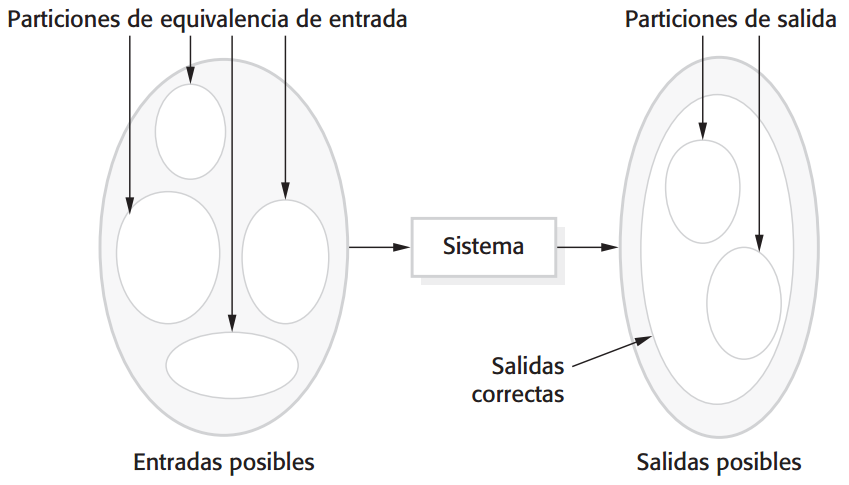 Particiones de equivalencia de entrada
Particiones de salida
Sistema
Salidas
correctas
Entradas posibles
Salidas posibles